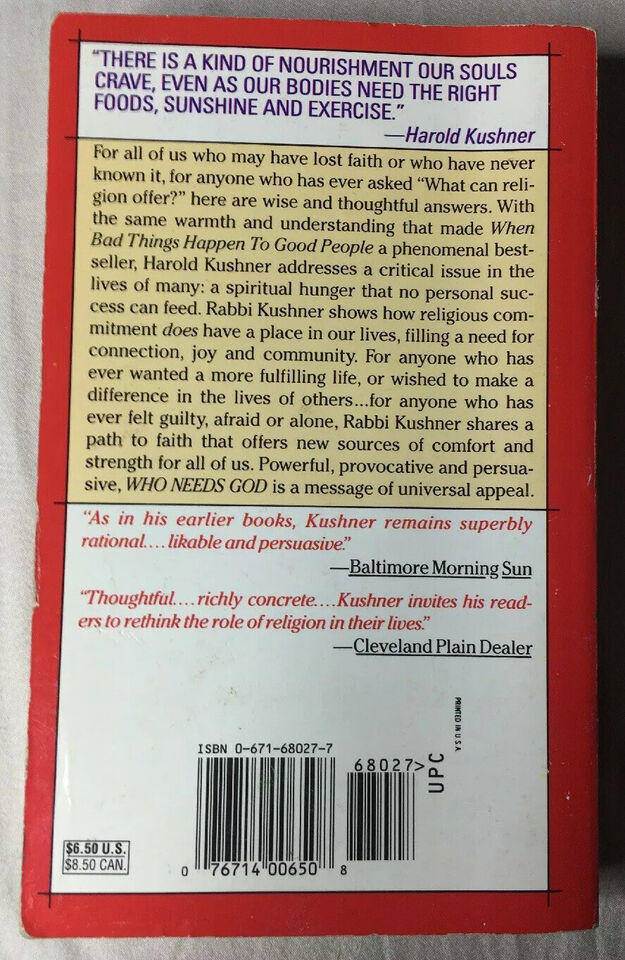 "THERE IS A KIND OF NOURISHMENT OUR SOULS
CRAVE, EVEN AS OUR BODIES NEED THE RIGHT
FOODS, SUNSHINE AND EXERCISE."
—Harold Kushner
For all of us who may have lost faith or who have never
known it, for anyone who has ever asked "What can reli-
gion offer?" here are wise and thoughtful answers. With
the same warmth and understanding that made When
Bad Things Happen To Good People a phenomenal best-
seller, Harold Kushner addresses a critical issue in the
lives of many: a spiritual hunger that no personal suc-
cess can feed. Rabbi Kushner shows how religious com-
mitment does have a place in our lives, filling a need for
connection, joy and community. For anyone who has
ever wanted a more fulfilling life, or wished to make a
difference in the lives of others...for anyone who has
ever felt guilty, afraid or alone, Rabbi Kushner shares a
path to faith that offers new sources of comfort and
strength for all of us. Powerful, provocative and persua-
sive, WHO NEEDS GOD is a message of universal appeal.
"As in his earlier books, Kushner remains superbly
rational....likable and persuasive."
—Baltimore Morning Sun
"Thoughtful....richly concrete....Kushner invites his read-
ers to rethink the role of religion in their lives."
—Cleveland Plain Dealer
PRINTED IN U.S.A.
ISBN 0-671-68027-7
68027>
UPC
$6.50 U.S.
$8.50 CAN.
0 76714 00650 8